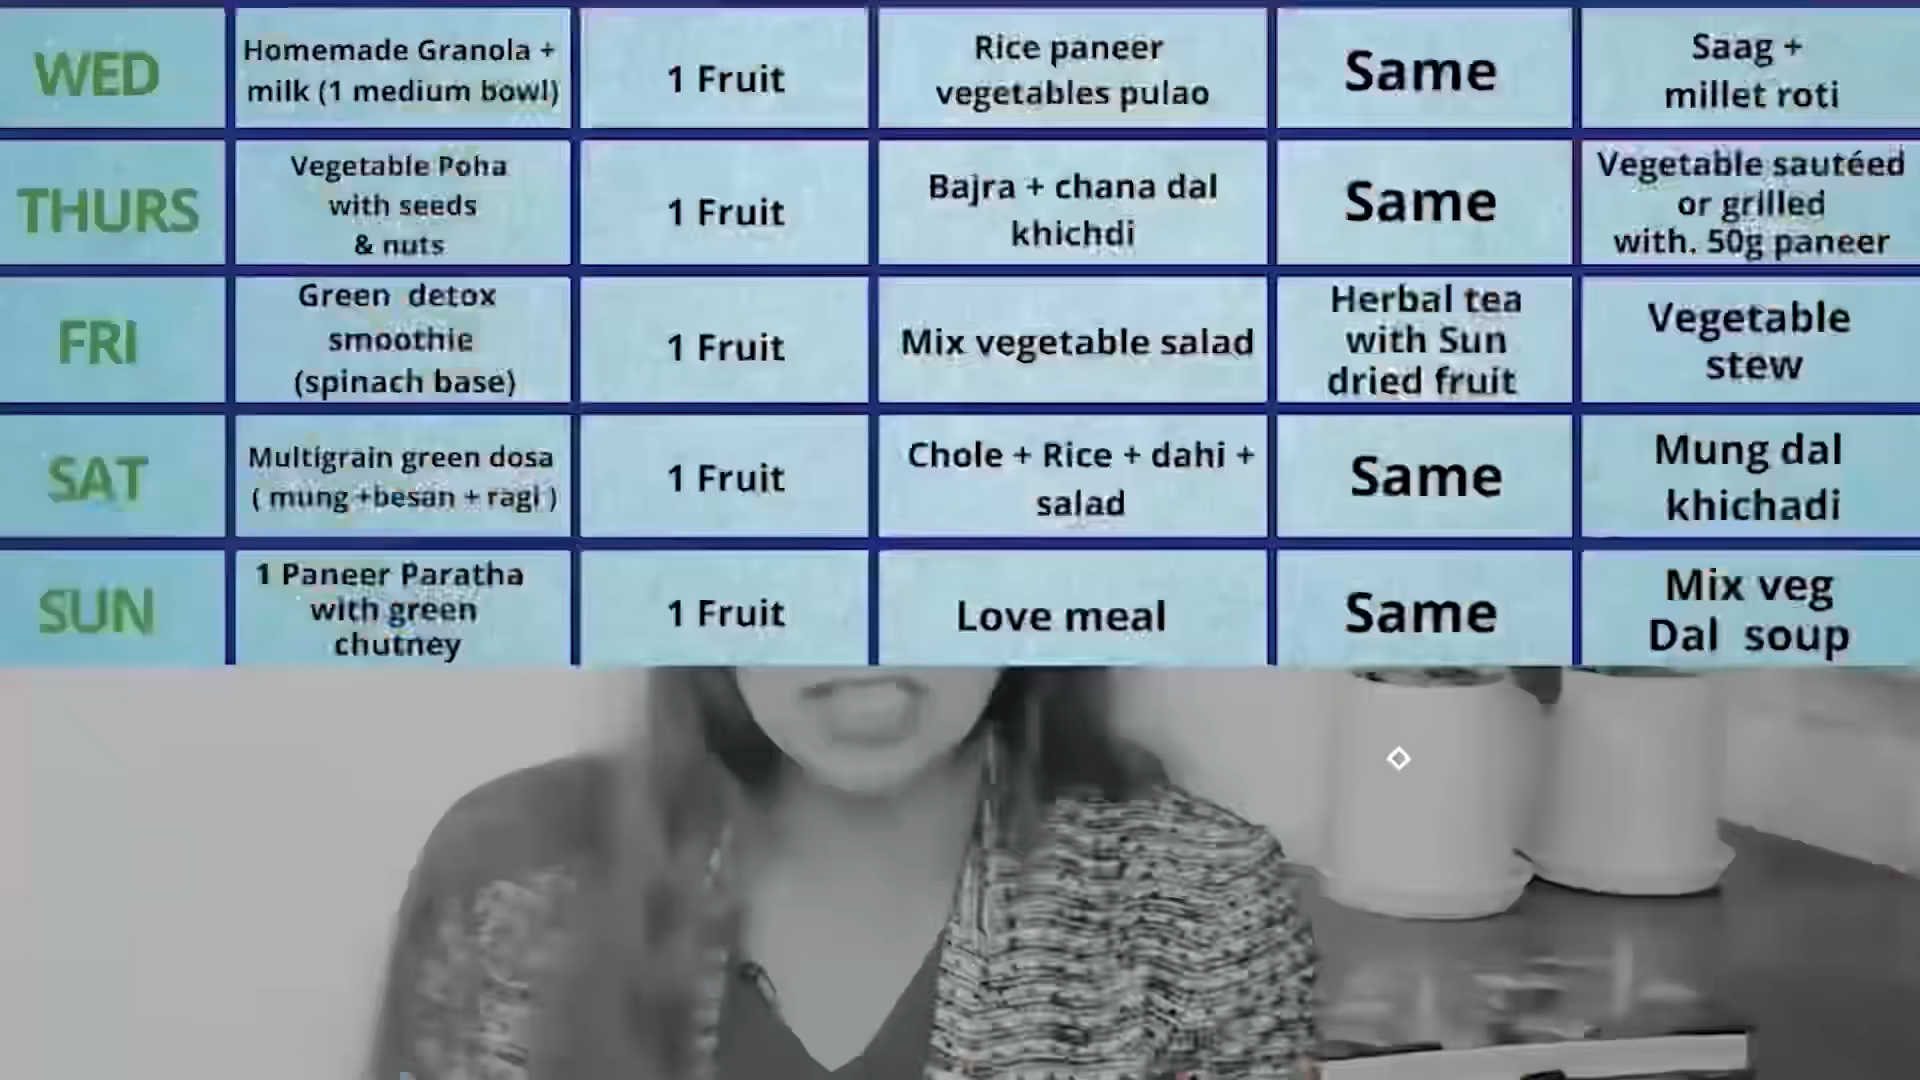 WED
Homemade Granola +
milk (1 medium bowl)
1 Fruit
Rice paneer
vegetables pulao
Same
Saag +
millet roti
THURS
Vegetable Poha
with seeds
& nuts
1 Fruit
Bajra + chana dal
khichdi
Same
Vegetable sautéed
or grilled
with. 50g paneer
FRI
Green detox
smoothie
(spinach base)
1 Fruit
Mix vegetable salad
Herbal tea
with Sun
dried fruit
Vegetable
stew
SAT
Multigrain green dosa
( mung +besan + ragi )
1 Fruit
Chole + Rice + dahi +
salad
Same
Mung dal
khichadi
SUN
1 Paneer Paratha
with green
chutney
1 Fruit
Love meal
Same
Mix veg
Dal soup